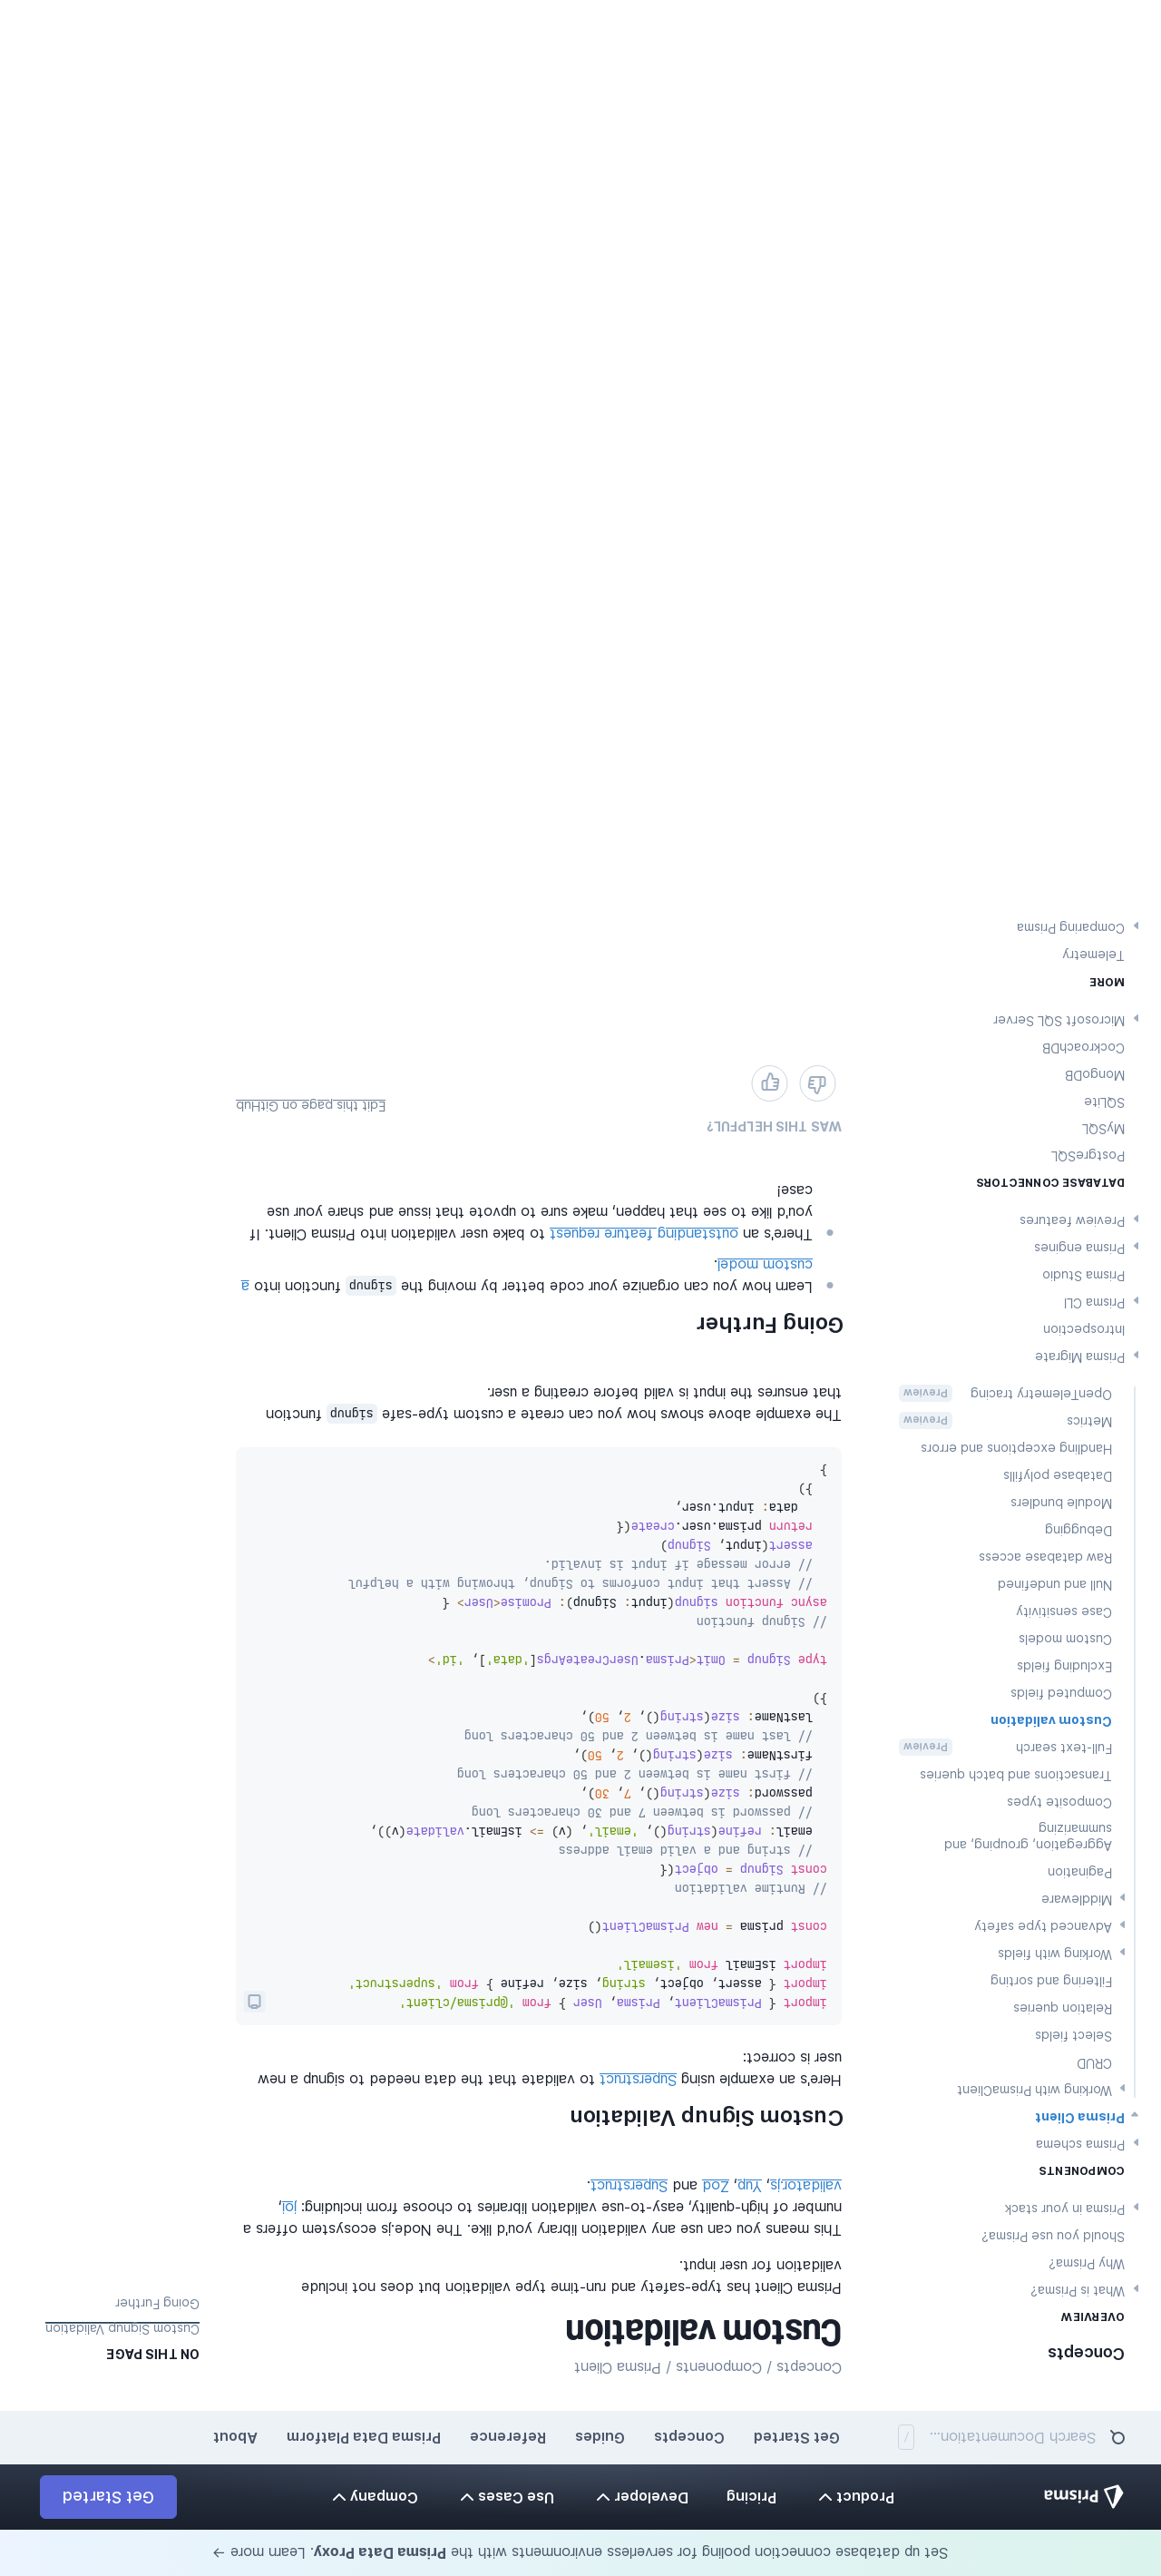 Set up database connection pooling for serverless environments with the Prisma Data Proxy. Learn more →
Prisma
Product
Pricing
Developer
Use Cases
Company
Get Started
Search Documentation...
/
Get Started
Concepts
Guides
Reference
Prisma Data Platform
About
Concepts
OVERVIEW
What is Prisma?
Why Prisma?
Should you use Prisma?
Prisma in your stack
COMPONENTS
Prisma schema
Prisma Client
Working with PrismaClient
CRUD
Select fields
Relation queries
Filtering and sorting
Working with fields
Advanced type safety
Middleware
Pagination
Aggregation, grouping, and
summarizing
Composite types
Transactions and batch queries
Full-text search
Preview
Custom validation
Computed fields
Excluding fields
Custom models
Case sensitivity
Null and undefined
Raw database access
Debugging
Module bundlers
Database polyfills
Handling exceptions and errors
Metrics
Preview
OpenTelemetry tracing
Preview
Prisma Migrate
Introspection
Prisma CLI
Prisma Studio
Prisma engines
Preview features
DATABASE CONNECTORS
PostgreSQL
MySQL
SQLite
MongoDB
CockroachDB
Microsoft SQL Server
MORE
Telemetry
Comparing Prisma
Concepts / Components / Prisma Client
Custom validation
Prisma Client has type-safety and run-time type validation but does not include
validation for user input.
This means you can use any validation library you'd like. The Node.js ecosystem offers a
number of high-quality, easy-to-use validation libraries to choose from including: joi,
validator.js, Yup, Zod and Superstruct.
Custom Signup Validation
Here's an example using Superstruct to validate that the data needed to signup a new
user is correct:
import { PrismaClient, Prisma, User } from '@prisma/client'
import { assert, object, string, size, refine } from 'superstruct'
import isEmail from 'isemail'
const prisma = new PrismaClient()
// Runtime validation
const Signup = object({
// string and a valid email address
email: refine(string(), 'email', (v) => isEmail.validate(v)),
// password is between 7 and 30 characters long
password: size(string(), 7, 30),
// first name is between 2 and 50 characters long
firstName: size(string(), 2, 50),
// last name is between 2 and 50 characters long
lastName: size(string(), 2, 50),
})
type Signup = Omit<Prisma.UserCreateArgs['data'], 'id'>
// Signup function
async function signup(input: Signup): Promise<User> {
// Assert that input conforms to Signup, throwing with a helpful
// error message if input is invalid.
assert(input, Signup)
return prisma.user.create({
data: input.user,
})
}
The example above shows how you can create a custom type-safe signup function
that ensures the input is valid before creating a user.
Going Further
Learn how you can organize your code better by moving the signup function into a
custom model.
There's an outstanding feature request to bake user validation into Prisma Client. If
you'd like to see that happen, make sure to upvote that issue and share your use
case!
WAS THIS HELPFUL?
Edit this page on GitHub
ON THIS PAGE
Custom Signup Validation
Going Further